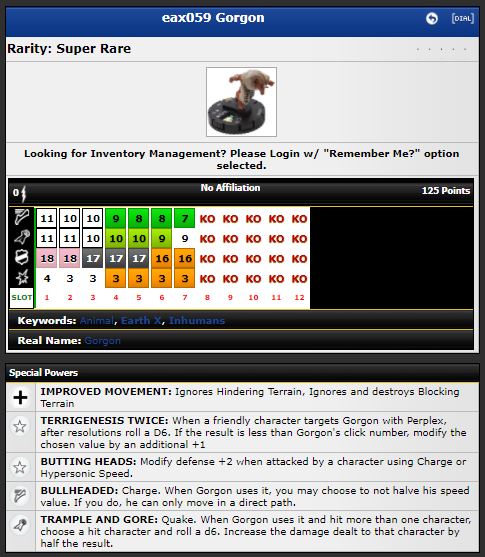 eax059 Gorgon
[DIAL]
Rarity: Super Rare
Looking for Inventory Management? Please Login w/ "Remember Me?" option
selected.
0 No Affiliation 125 Points
11 10 10 9 8 8 7 KO KO KO KO KO
11 11 10 10 10 9 9 KO KO KO KO KO
18 18 17 17 17 16 16 KO KO KO KO KO
4 3 3 3 3 3 3 KO KO KO KO KO
SLOT 1 2 3 4 5 6 7 8 9 10 11 12
Keywords: Animal, Earth X, Inhumans
Real Name: Gorgon
Special Powers
IMPROVED MOVEMENT: Ignores Hindering Terrain, Ignores and destroys Blocking
Terrain
TERRIGENESIS TWICE: When a friendly character targets Gorgon with Perplex,
after resolutions roll a D6. If the result is less than Gorgon's click number, modify the
chosen value by an additional +1
BUTTING HEADS: Modify defense +2 when attacked by a character using Charge or
Hypersonic Speed.
BULLHEADED: Charge. When Gorgon uses it, you may choose to not halve his speed
value. If you do, he can only move in a direct path.
TRAMPLE AND GORE: Quake. When Gorgon uses it and hit more than one character,
choose a hit character and roll a d6. Increase the damage dealt to that character by
half the result.